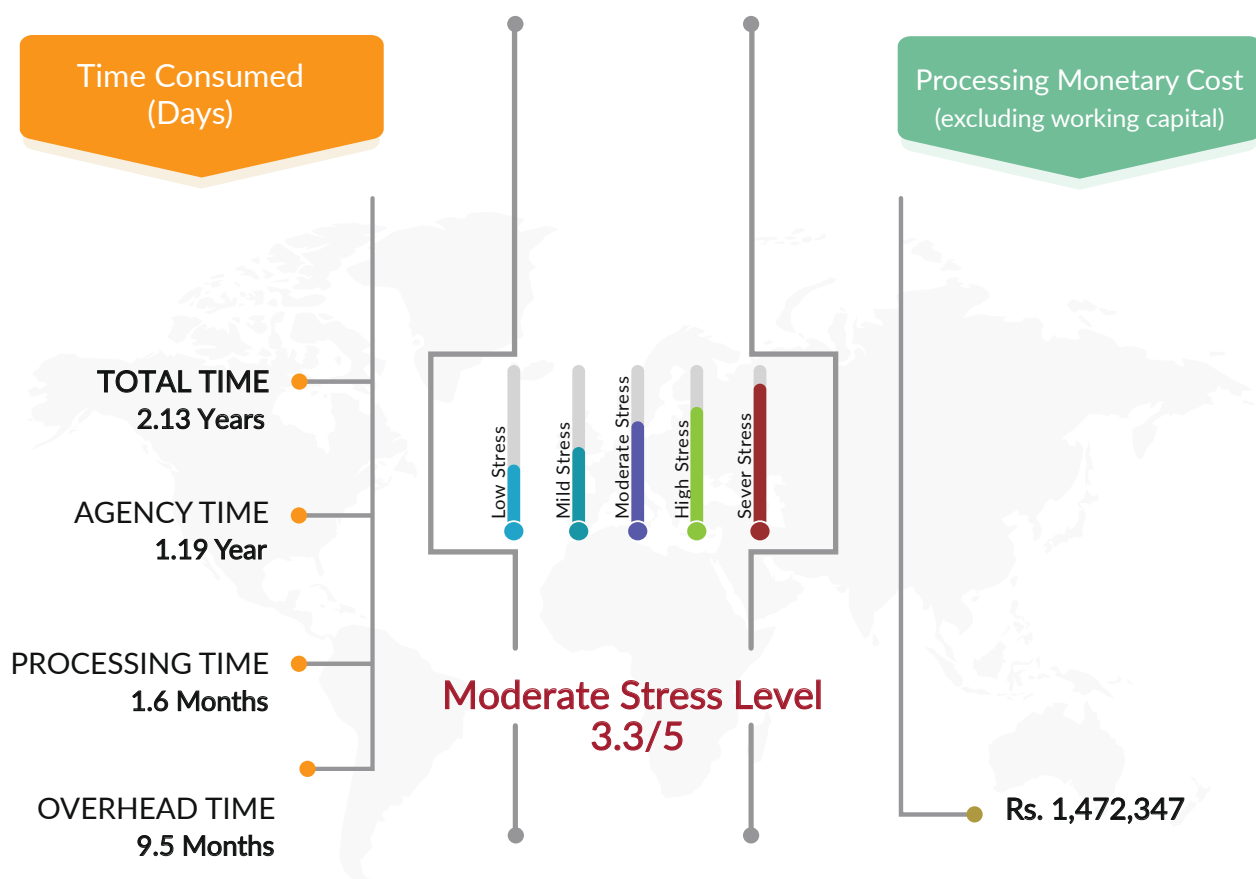 Time Consumed
(Days)
TOTAL TIME
2.13 Years
AGENCY TIME
1.19 Year
PROCESSING TIME
1.6 Months
OVERHEAD TIME
9.5 Months
Low Stress
Mild Stress
Moderate Stress
High Stress
Sever Stress
Moderate Stress Level
3.3/5
Processing Monetary Cost
(excluding working capital)
Rs. 1,472,347